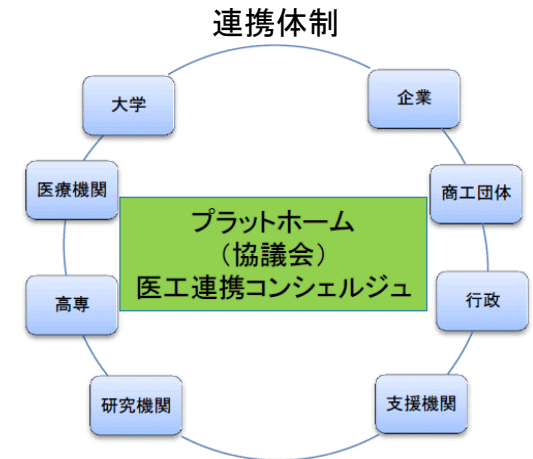 連携体制
大学
企業
医療機関
商工団体
プラットホーム
（協議会）
医工連携コンシェルジュ
高専
行政
研究機関
支援機関